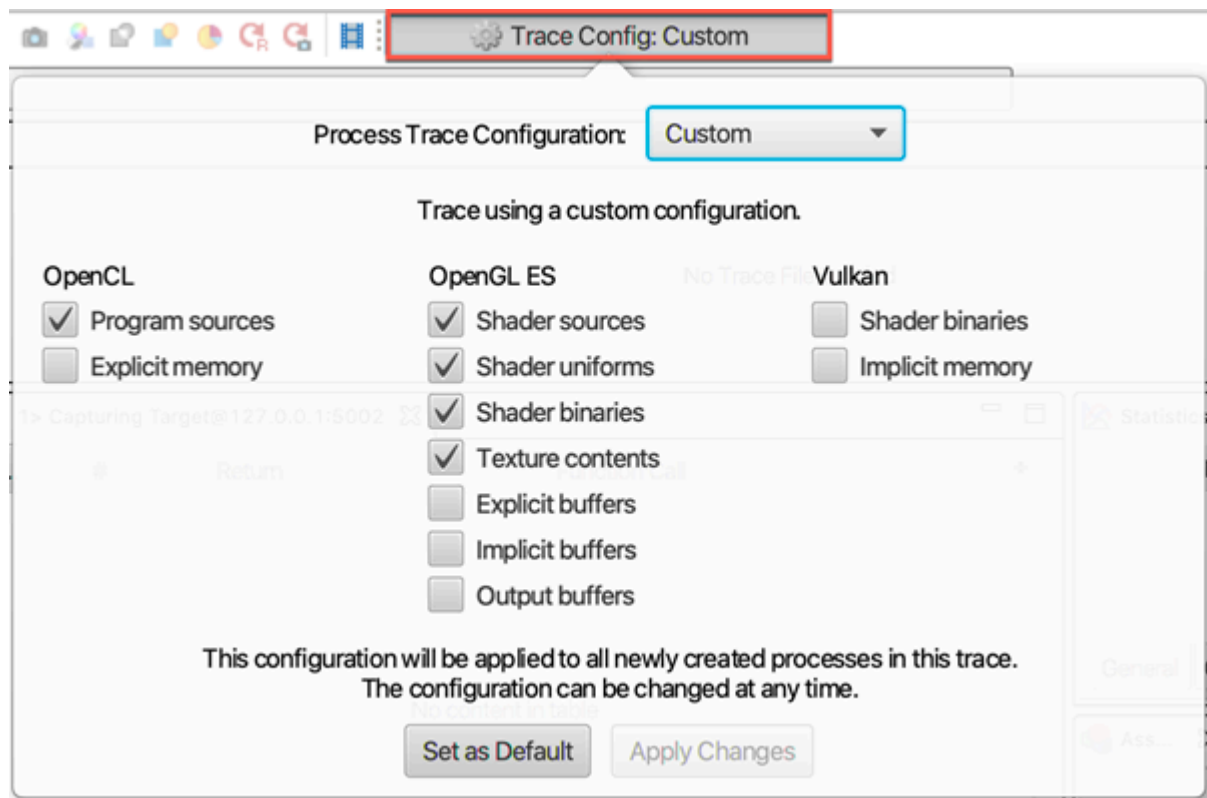 Trace Config: Custom
Process Trace Configuration: Custom
Trace using a custom configuration.
No Trace File
OpenCL OpenGL ES Vulkan
Program sources Shader sources Shader binaries
Explicit memory Shader uniforms Implicit memory
Shader binaries
1> Capturing Target@127.0.0.1:5002
Texture contents
# Return Function Call
Explicit buffers
Implicit buffers
Output buffers
This configuration will be applied to all newly created processes in this trace.
General
The configuration can be changed at any time.
No content in table
Set as Default Apply Changes
Ass...